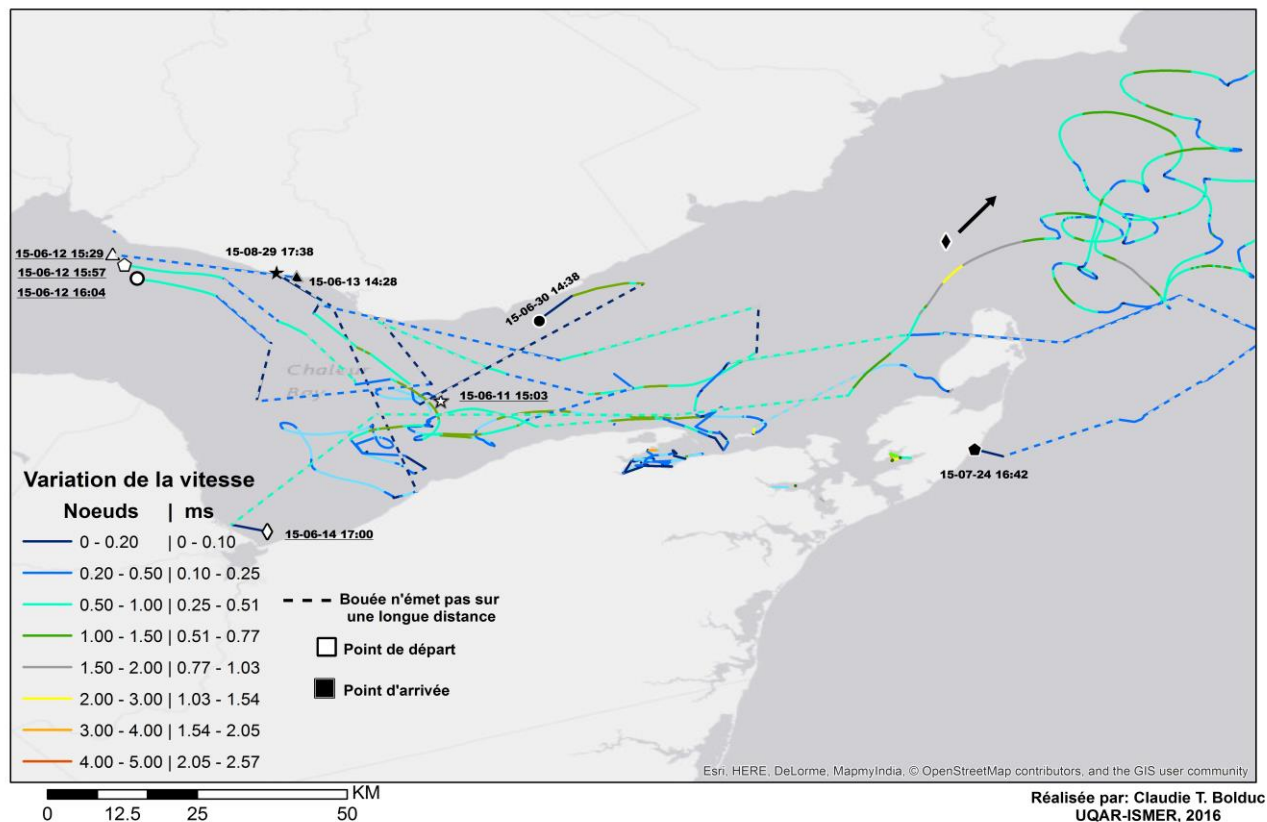 15-06-12 15:29
15-06-12 15:57
15-06-12 16:04
15-08-29 17:38
15-06-13 14:28
15-06-30 14:38
Chaleur
Bay
15-06-11 15:03
15-07-24 16:42
15-06-14 17:00
Variation de la vitesse
Noeuds | ms
0 - 0.20 | 0 - 0.10
0.20 - 0.50 | 0.10 - 0.25
0.50 - 1.00 | 0.25 - 0.51
1.00 - 1.50 | 0.51 - 0.77
1.50 - 2.00 | 0.77 - 1.03
2.00 - 3.00 | 1.03 - 1.54
3.00 - 4.00 | 1.54 - 2.05
4.00 - 5.00 | 2.05 - 2.57
Bouée n'émet pas sur
une longue distance
Point de départ
Point d'arrivée
Esri, HERE, DeLorme, MapmyIndia, © OpenStreetMap contributors, and the GIS user community
KM
0 12.5 25 50
Réalisée par: Claudie T. Bolduc
UQAR-ISMER, 2016